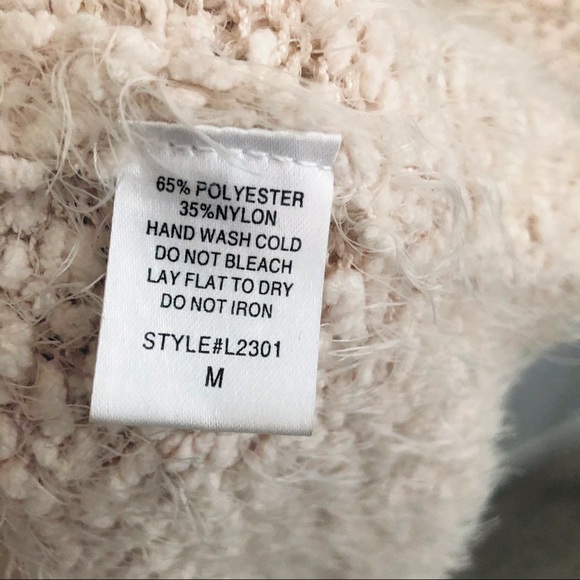 65% POLYESTER
35%NYLON
HAND WASH COLD
DO NOT BLEACH
LAY FLAT TO DRY
DO NOT IRON
STYLE#L2301
M